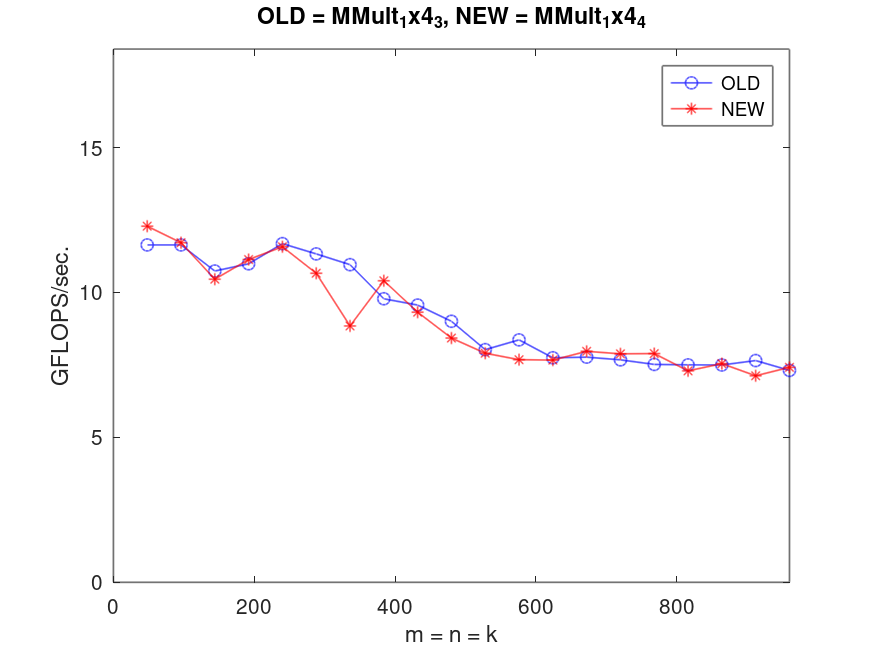 OLD = MMult₁x4₃, NEW = MMult₁x4₄
OLD
NEW
15
10
5
0
GFLOPS/sec.
0 200 400 600 800
m = n = k